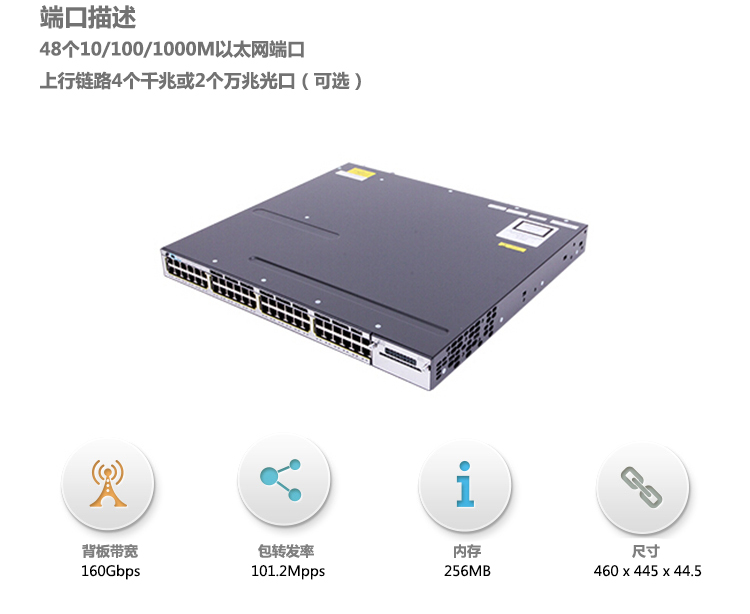 端口描述
48个10/100/1000M以太网端口
上行链路4个千兆或2个万兆光口（可选）
背板带宽
160Gbps
包转发率
101.2Mpps
内存
256MB
尺寸
460 x 445 x 44.5